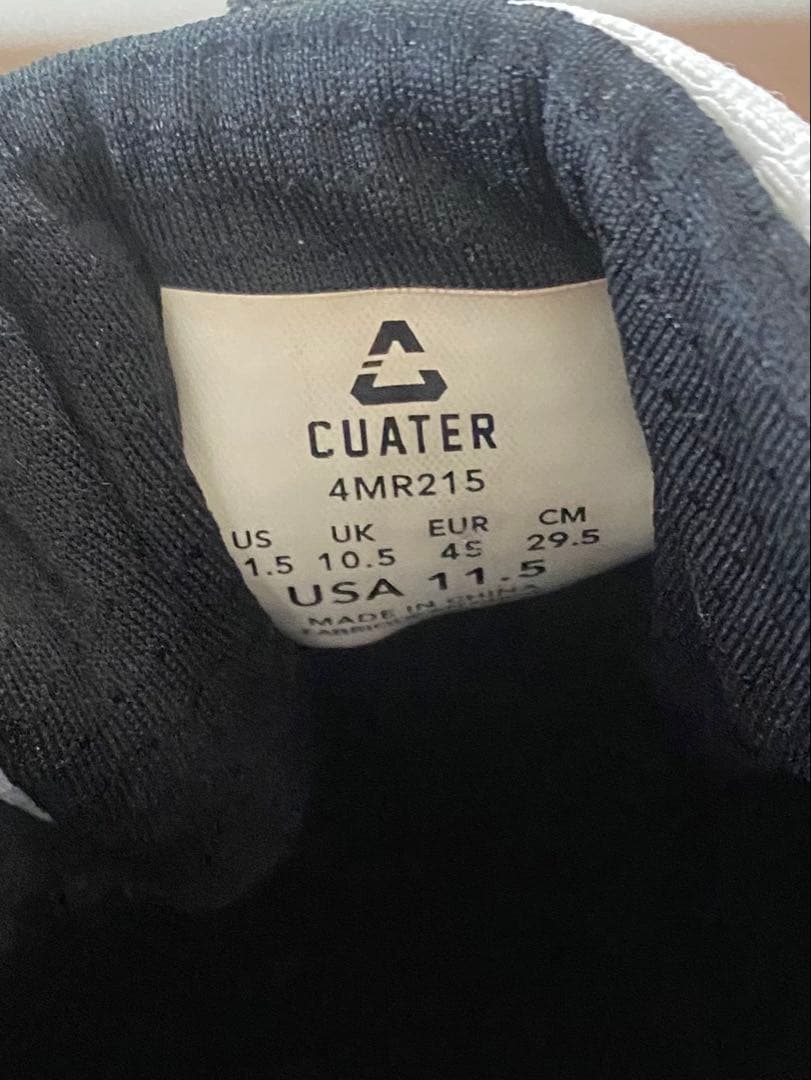 CUATER
4MR215
US UK EUR CM
1.5 10.5 45 29.5
USA 11.5
MADE IN CHINA